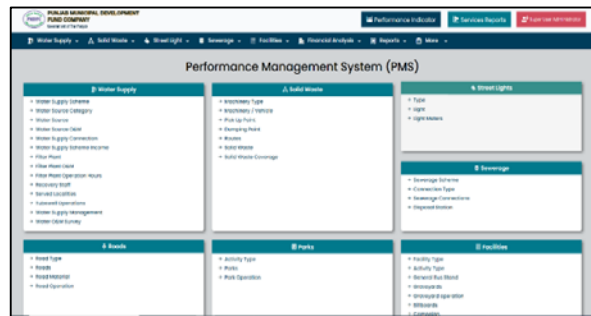 PUNJAB MUNICIPAL DEVELOPMENT
FUND COMPANY
Performance Indicator
Services Reports
Water Supply
Solid Waste
Street Light
Sewerage
Facilities
Financial Analysis
Reports
More
Performance Management System (PMS)
Water Supply
Water Supply Scheme
Water Source Category
Water Source
Water Source O&M
Water Supply Connection
Water Supply Scheme Income
Filter Plant
Filter Plant O&M
Filter Plant Operation Hours
Recovery Staff
Served Localities
Tubewell Operations
Water Supply Management
Water O&M Survey
Solid Waste
Machinery Type
Machinery / Vehicle
Pick Up Point
Dumping Point
Routes
Solid Waste
Solid Waste Coverage
Street Lights
Type
Light
Light Meters
Sewerage
Sewerage Scheme
Connection Type
Sewerage Connections
Disposal Station
Roads
Road Type
Roads
Road Material
Road Operation
Parks
Activity Type
Parks
Park Operation
Facilities
Facility Type
Activity Type
General Bus Stand
Graveyards
Graveyard Operation
Billboards